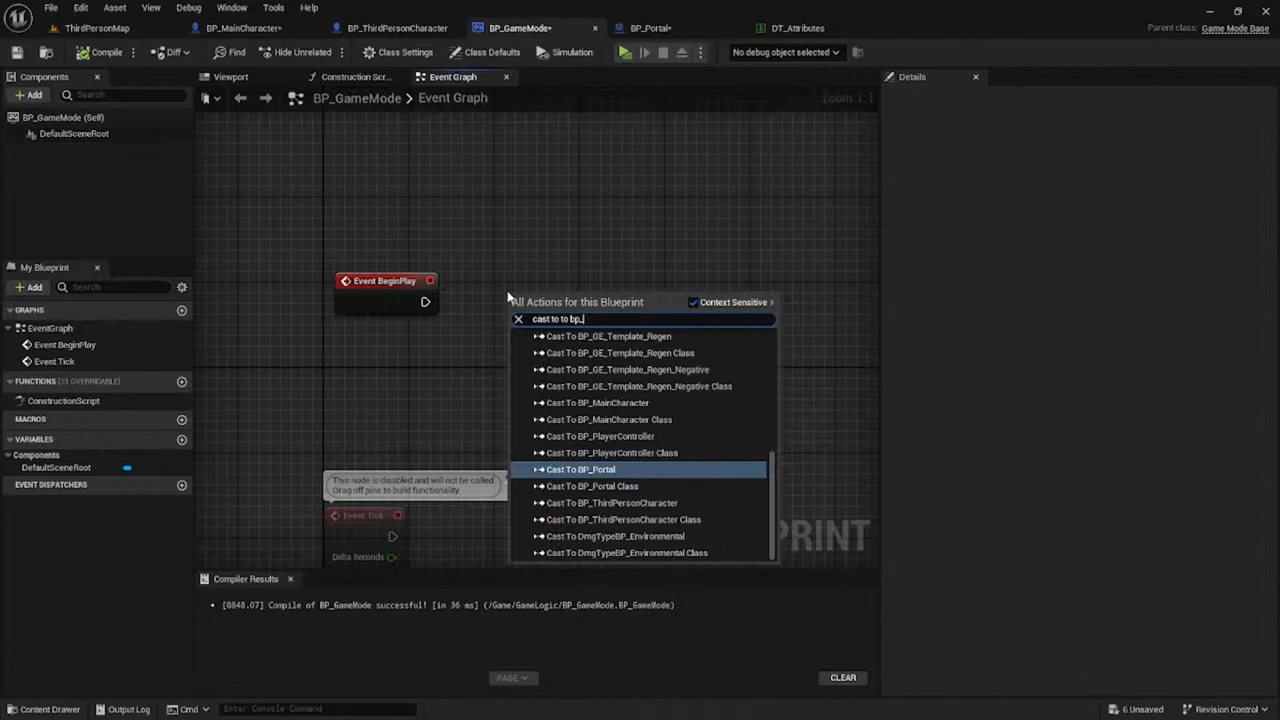 File Edit Asset View Debug Window Tools Help
ThirdPersonMap BP_MainCharacter* BP_ThirdPersonCharacter BP_GameMode* BP_Portal* DT_Attributes Parent class: Game Mode Base
Compile Diff Find Hide Unrelated Class Settings Class Defaults Simulation No debug object selected
Components Viewport Construction Scr... Event Graph Details
+ Add Search BP_GameMode > Event Graph Zoom 1:1
BP_GameMode (Self)
DefaultSceneRoot
My Blueprint
+ Add Search
GRAPHS
EventGraph
Event BeginPlay
Event Tick
FUNCTIONS (31 OVERRIDABLE)
ConstructionScript
MACROS
VARIABLES
Components
DefaultSceneRoot
EVENT DISPATCHERS
Event BeginPlay
All Actions for this Blueprint Context Sensitive
cast to to bp_
Cast To BP_GE_Template_Regen
Cast To BP_GE_Template_Regen Class
Cast To BP_GE_Template_Regen_Negative
Cast To BP_GE_Template_Regen_Negative Class
Cast To BP_MainCharacter
Cast To BP_MainCharacter Class
Cast To BP_PlayerController
Cast To BP_PlayerController Class
Cast To BP_Portal
Cast To BP_Portal Class
Cast To BP_ThirdPersonCharacter
Cast To BP_ThirdPersonCharacter Class
Cast To DmgTypeBP_Environmental
Cast To DmgTypeBP_Environmental Class
This node is disabled and will not be called.
Drag off pins to build functionality
Event Tick
Delta Seconds
PRINT
Compiler Results
[0848.07] Compile of BP_GameMode successful! [in 36 ms] (/Game/GameLogic/BP_GameMode.BP_GameMode)
PAGE CLEAR
Content Drawer Output Log Cmd Enter Console Command 6 Unsaved Revision Control